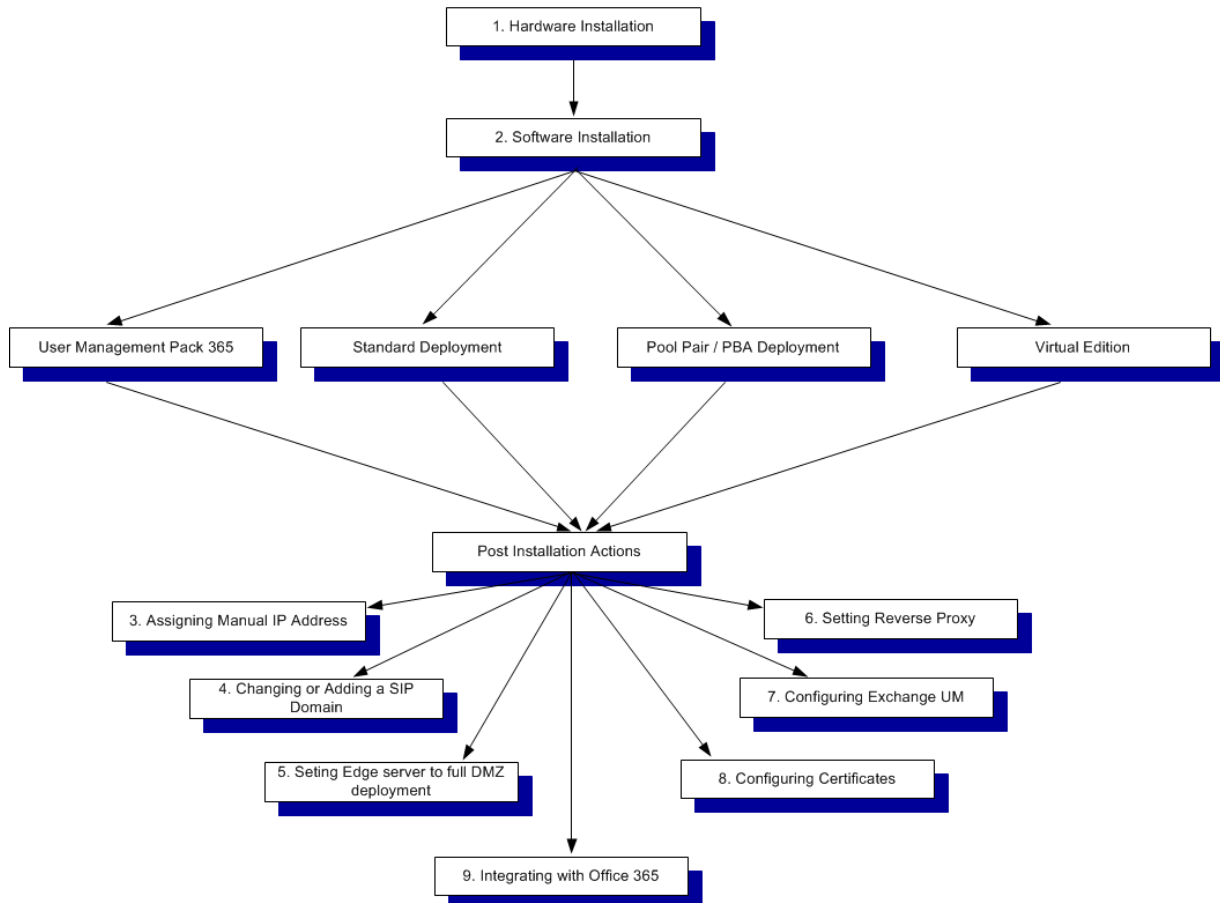 1. Hardware Installation
2. Software Installation
User Management Pack 365
Standard Deployment
Pool Pair / PBA Deployment
Virtual Edition
Post Installation Actions
3. Assigning Manual IP Address
6. Setting Reverse Proxy
4. Changing or Adding a SIP
Domain
7. Configuring Exchange UM
5. Seting Edge server to full DMZ
deployment
8. Configuring Certificates
9. Integrating with Office 365